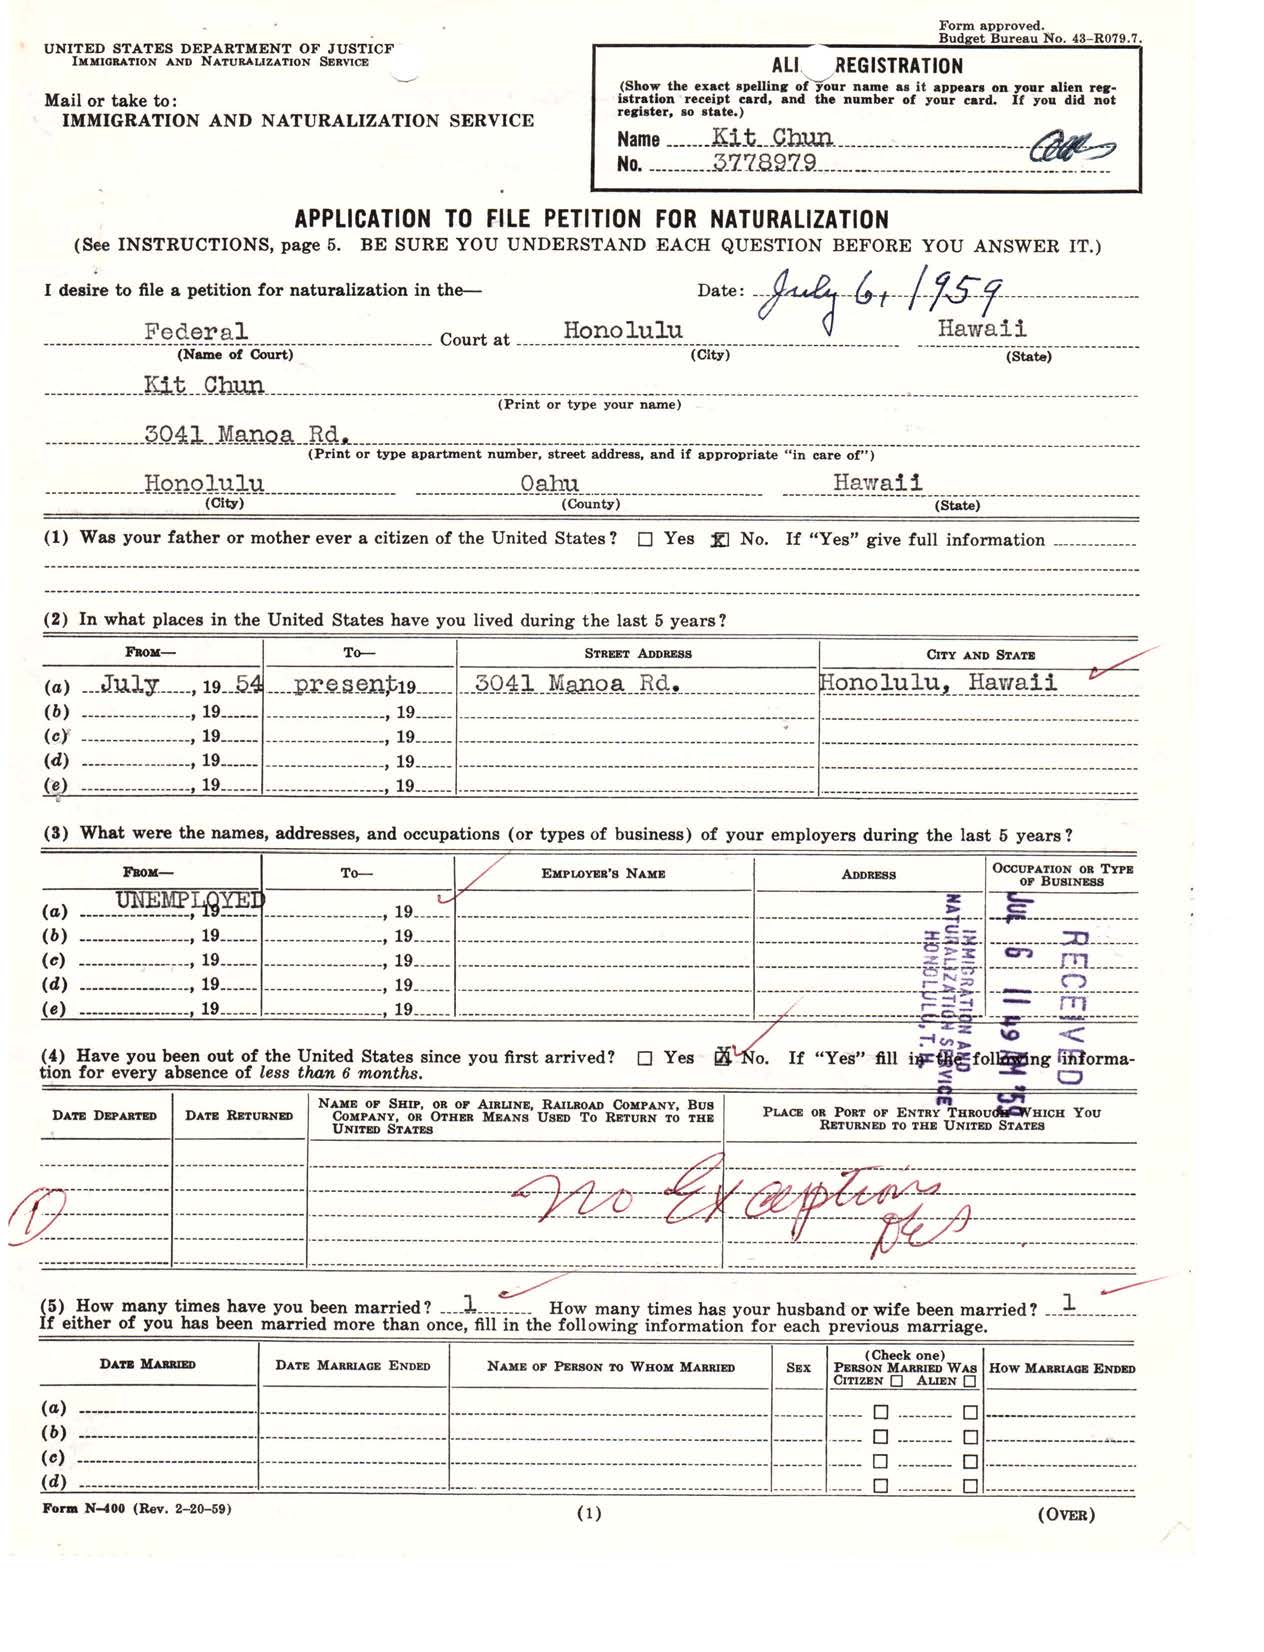 Form approved.
Budget Bureau No. 43-R079.7.
UNITED STATES DEPARTMENT OF JUSTICE
IMMIGRATION AND NATURALIZATION SERVICE
Mail or take to:
IMMIGRATION AND NATURALIZATION SERVICE
ALI REGISTRATION
(Show the exact spelling of your name as it appears on your alien reg-
istration receipt card, and the number of your card. If you did not
register, so state.)
Name Kit Chun
No. 3778979
APPLICATION TO FILE PETITION FOR NATURALIZATION
(See INSTRUCTIONS, page 5. BE SURE YOU UNDERSTAND EACH QUESTION BEFORE YOU ANSWER IT.)
I desire to file a petition for naturalization in the— Date: July 6, 1959
Federal Court at Honolulu Hawaii
(Name of Court) (City) (State)
Kit Chun
(Print or type your name)
3041 Manoa Rd.
(Print or type apartment number, street address, and if appropriate "in care of")
Honolulu Oahu Hawaii
(City) (County) (State)
(1) Was your father or mother ever a citizen of the United States? ☐ Yes ☒ No. If "Yes" give full information
(2) In what places in the United States have you lived during the last 5 years?
FROM— TO— STREET ADDRESS CITY AND STATE
(a) July, 19 54 present, 19 3041 Manoa Rd. Honolulu, Hawaii
(b) , 19 , 19
(c) , 19 , 19
(d) , 19 , 19
(e) , 19 , 19
(3) What were the names, addresses, and occupations (or types of business) of your employers during the last 5 years?
FROM— TO— EMPLOYER'S NAME ADDRESS OCCUPATION OR TYPE OF BUSINESS
(a) UNEMPLOYED , 19 , 19
(b) , 19 , 19
(c) , 19 , 19
(d) , 19 , 19
(e) , 19 , 19
RECEIVED
JUL 6 11 49 AM '59
IMMIGRATION AND
NATURALIZATION SERVICE
HONOLULU, T. H.
(4) Have you been out of the United States since you first arrived? ☐ Yes ☒ No. If "Yes" fill in the following informa-
tion for every absence of less than 6 months.
DATE DEPARTED DATE RETURNED NAME OF SHIP, OR OF AIRLINE, RAILROAD COMPANY, BUS COMPANY, OR OTHER MEANS USED TO RETURN TO THE UNITED STATES PLACE OR PORT OF ENTRY THROUGH WHICH YOU RETURNED TO THE UNITED STATES
No Exceptions
1
(5) How many times have you been married? 1 How many times has your husband or wife been married? 1
If either of you has been married more than once, fill in the following information for each previous marriage.
DATE MARRIED DATE MARRIAGE ENDED NAME OF PERSON TO WHOM MARRIED SEX (Check one) PERSON MARRIED WAS CITIZEN ☐ ALIEN ☐ HOW MARRIAGE ENDED
(a) ☐ ☐
(b) ☐ ☐
(c) ☐ ☐
(d) ☐ ☐
Form N-400 (Rev. 2-20-59) (1) (OVER)